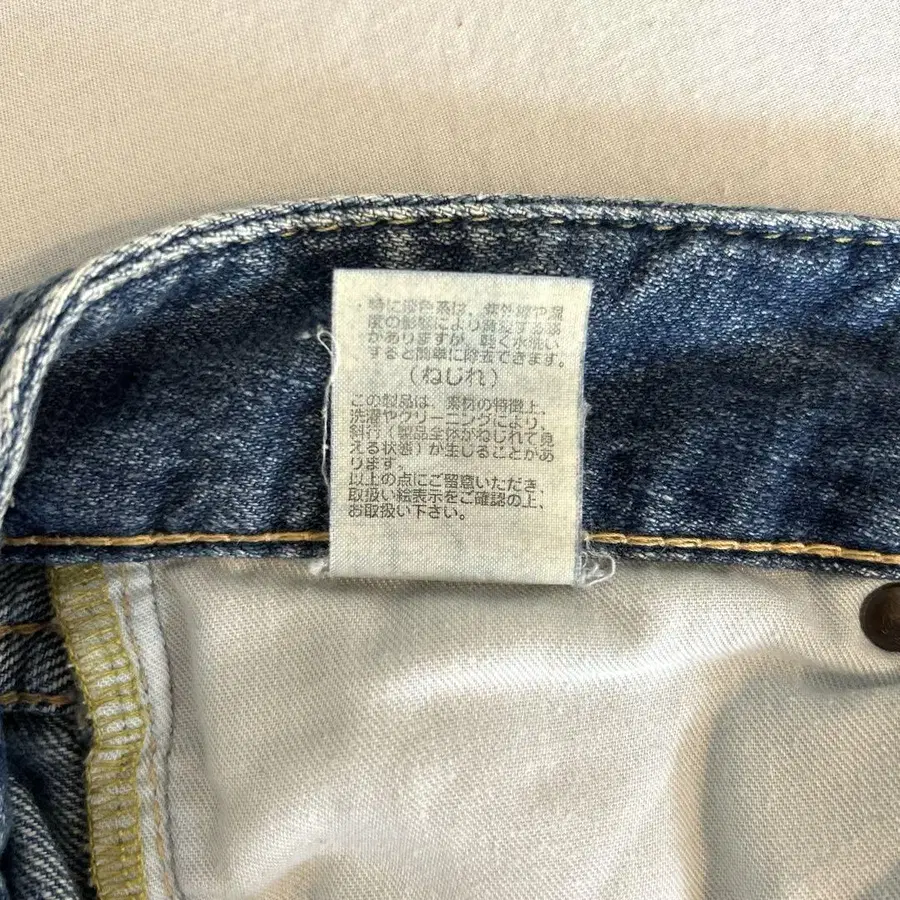 ・特に淡色系は、紫外線や湿
度の影響により黄変する事
がありますが、軽く水洗い
すると簡単に除去できます。
(ねじれ)
この製品は、素材の特徴上、
洗濯やクリーニングにより、
斜行(製品全体がねじれて見
える状態)が生じることがあ
ります。
以上の点にご留意いただき、
取扱い絵表示をご確認の上、
お取扱い下さい。